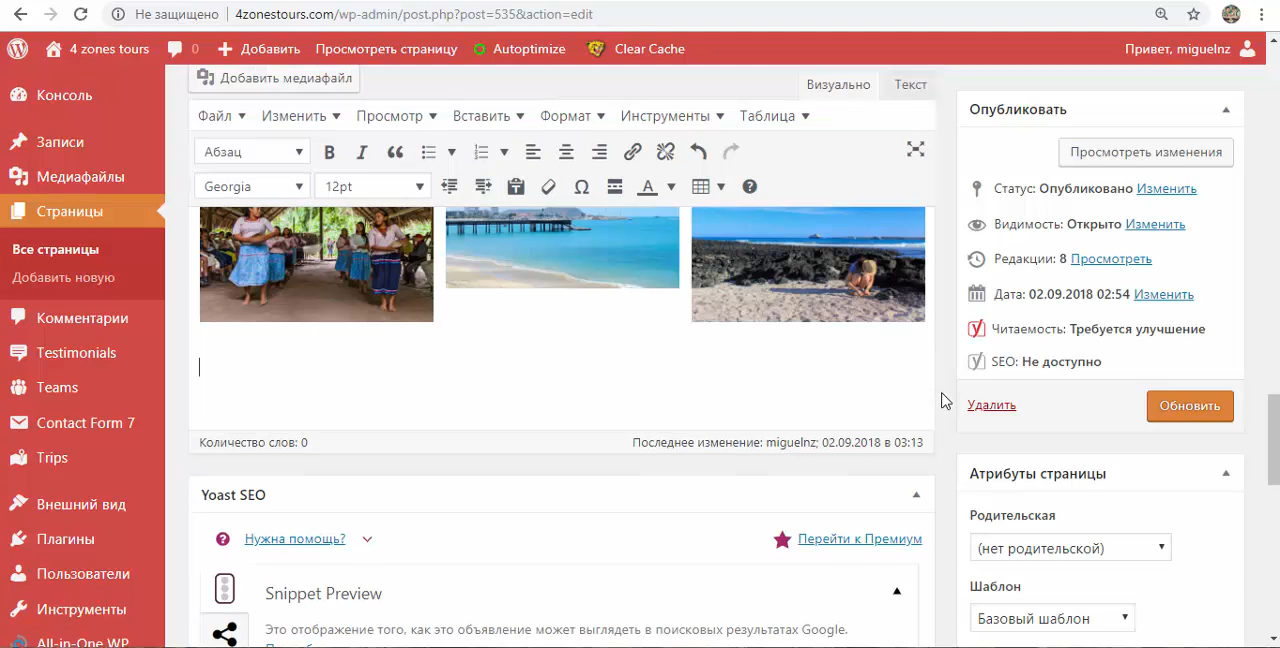 Не защищено 4zonestours.com/wp-admin/post.php?post=535&action=edit
4 zones tours 0 Добавить Просмотреть страницу Autoptimize Clear Cache Привет, miguelnz
Консоль
Записи
Медиафайлы
Страницы
Все страницы
Добавить новую
Комментарии
Testimonials
Teams
Contact Form 7
Trips
Внешний вид
Плагины
Пользователи
Инструменты
All-in-One WP
Добавить медиафайл
Визуально Текст
Файл Изменить Просмотр Вставить Формат Инструменты Таблица
Абзац
Georgia 12pt
Количество слов: 0 Последнее изменение: miguelnz; 02.09.2018 в 03:13
Yoast SEO
Нужна помощь? Перейти к Премиум
Snippet Preview
Это отображение того, как это объявление может выглядеть в поисковых результатах Google.
Опубликовать
Просмотреть изменения
Статус: Опубликовано Изменить
Видимость: Открыто Изменить
Редакции: 8 Просмотреть
Дата: 02.09.2018 02:54 Изменить
Читаемость: Требуется улучшение
SEO: Не доступно
Удалить Обновить
Атрибуты страницы
Родительская
(нет родительской)
Шаблон
Базовый шаблон